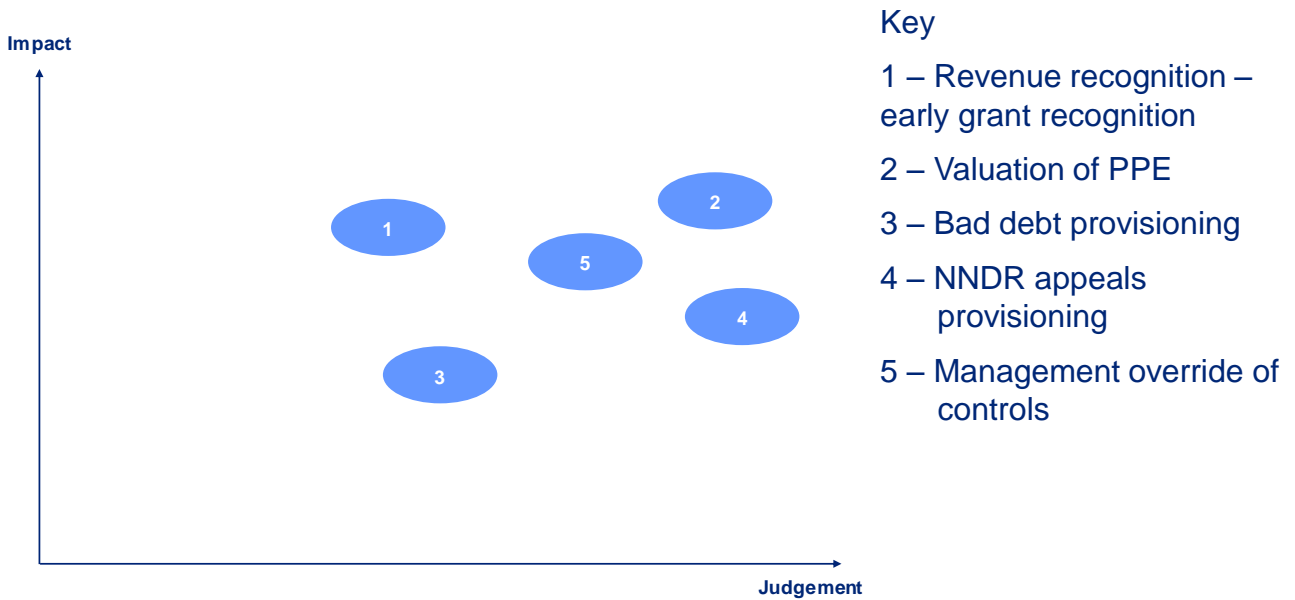 Impact
1
2
5
4
3
Judgement
Key
1 – Revenue recognition –
early grant recognition
2 – Valuation of PPE
3 – Bad debt provisioning
4 – NNDR appeals
provisioning
5 – Management override of
controls